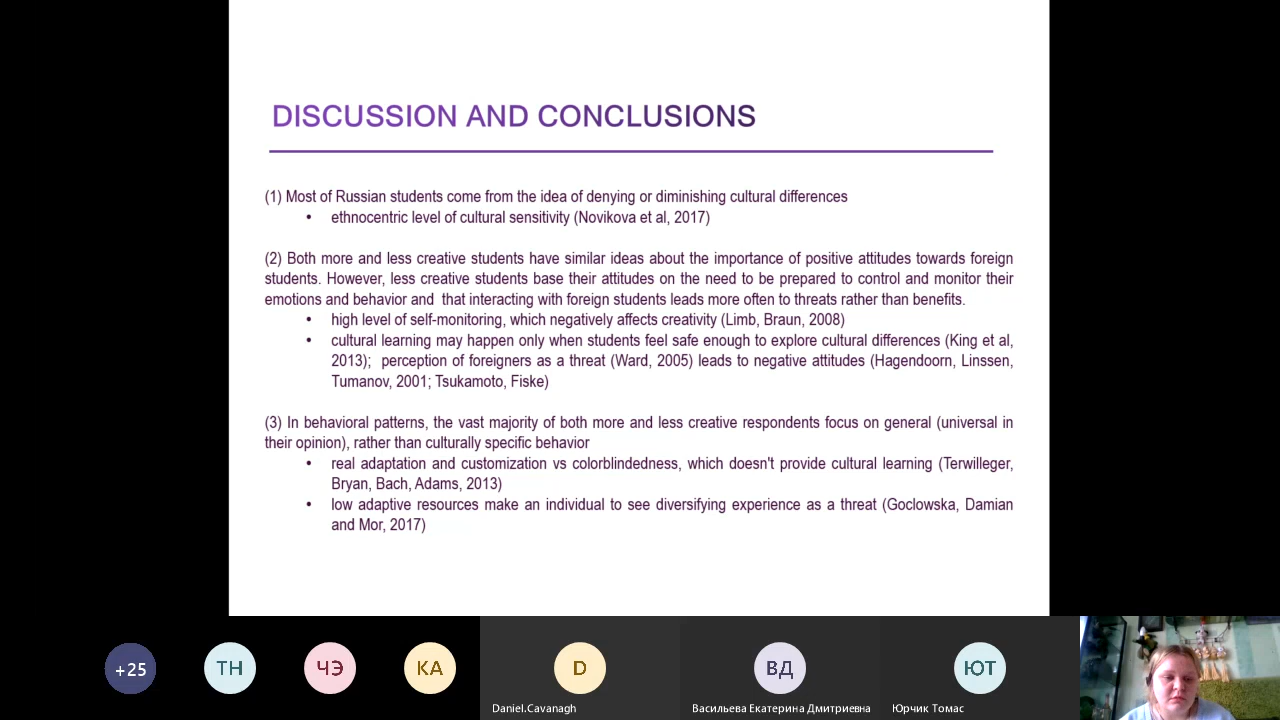 DISCUSSION AND CONCLUSIONS
(1) Most of Russian students come from the idea of denying or diminishing cultural differences
• ethnocentric level of cultural sensitivity (Novikova et al, 2017)
(2) Both more and less creative students have similar ideas about the importance of positive attitudes towards foreign
students. However, less creative students base their attitudes on the need to be prepared to control and monitor their
emotions and behavior and that interacting with foreign students leads more often to threats rather than benefits.
• high level of self-monitoring, which negatively affects creativity (Limb, Braun, 2008)
• cultural learning may happen only when students feel safe enough to explore cultural differences (King et al,
2013); perception of foreigners as a threat (Ward, 2005) leads to negative attitudes (Hagendoorn, Linssen,
Tumanov, 2001; Tsukamoto, Fiske)
(3) In behavioral patterns, the vast majority of both more and less creative respondents focus on general (universal in
their opinion), rather than culturally specific behavior
• real adaptation and customization vs colorblindedness, which doesn't provide cultural learning (Terwilleger,
Bryan, Bach, Adams, 2013)
• low adaptive resources make an individual to see diversifying experience as a threat (Goclowska, Damian
and Mor, 2017)
+25
ТН
ЧЭ
КА
D
ВД
ЮТ
Daniel.Cavanagh
Васильева Екатерина Дмитриевна
Юрчик Томас